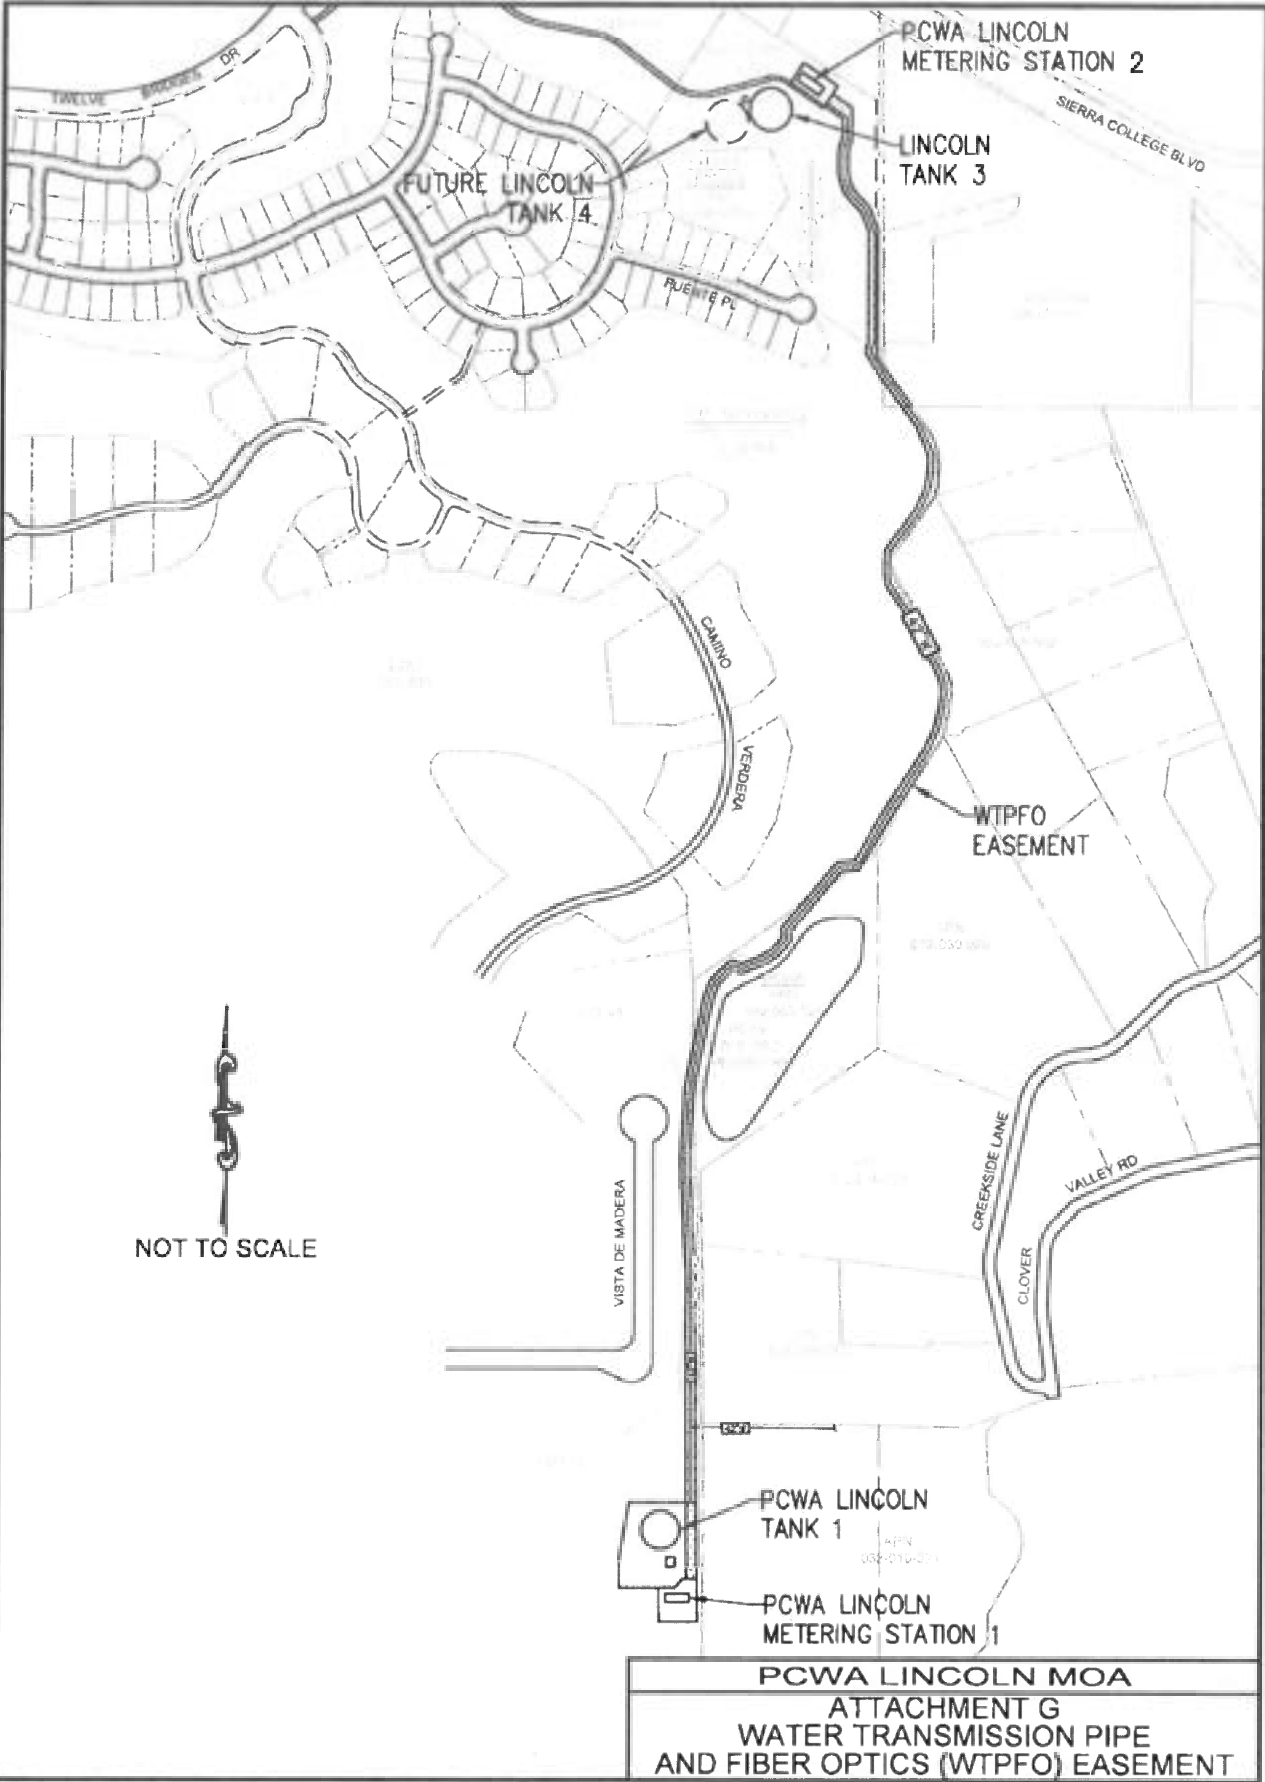 PCWA LINCOLN
METERING STATION 2
SIERRA COLLEGE BLVD
TWELVE BRIDGES DR
LINCOLN
TANK 3
FUTURE LINCOLN
TANK 4
PUENTE PL
CAMINO
VERDERA
WTPFO
EASEMENT
NOT TO SCALE
VISTA DE MADERA
CREEKSIDE LANE
CLOVER
VALLEY RD
PCWA LINCOLN
TANK 1
APN
PCWA LINCOLN
METERING STATION 1
PCWA LINCOLN MOA
ATTACHMENT G
WATER TRANSMISSION PIPE
AND FIBER OPTICS (WTPFO) EASEMENT